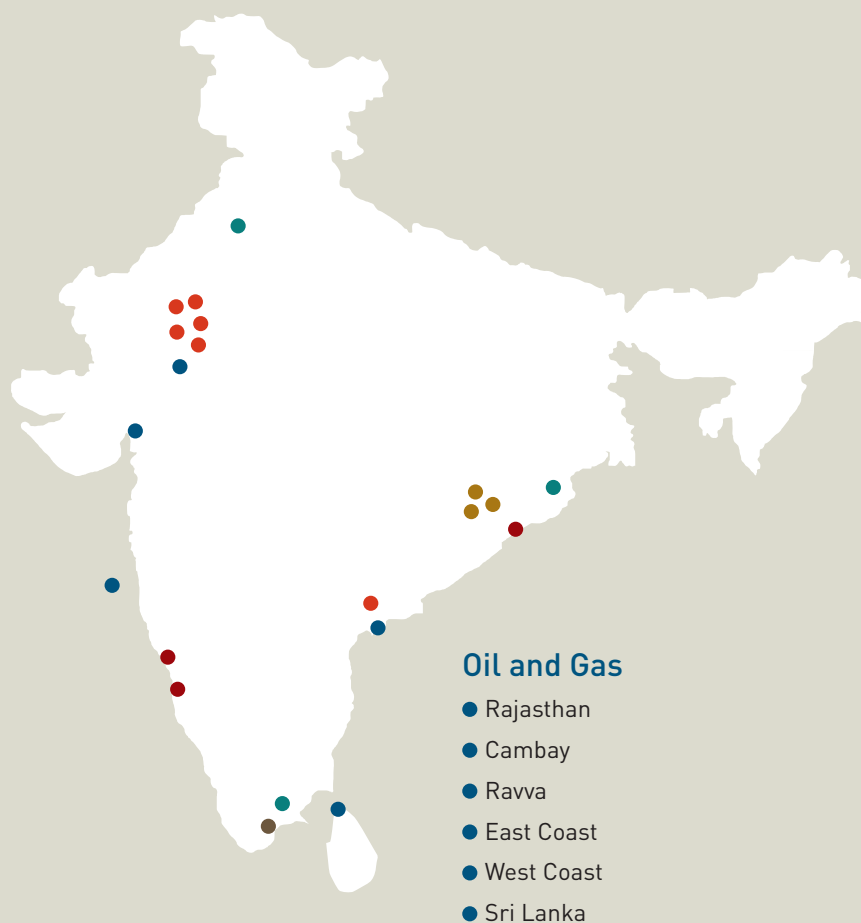 Oil and Gas
Rajasthan
Cambay
Ravva
East Coast
West Coast
Sri Lanka